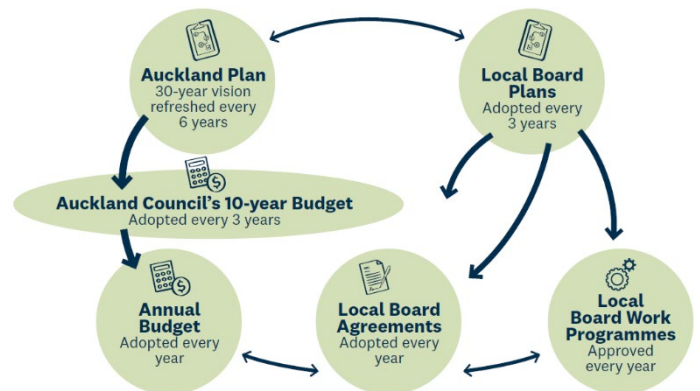 Auckland Plan
30-year vision
refreshed every
6 years
Local Board
Plans
Adopted every
3 years
$
Auckland Council's 10-year Budget
Adopted every 3 years
$
Annual
Budget
Adopted every
year
Local Board
Agreements
Adopted every
year
Local
Board Work
Programmes
Approved
every year